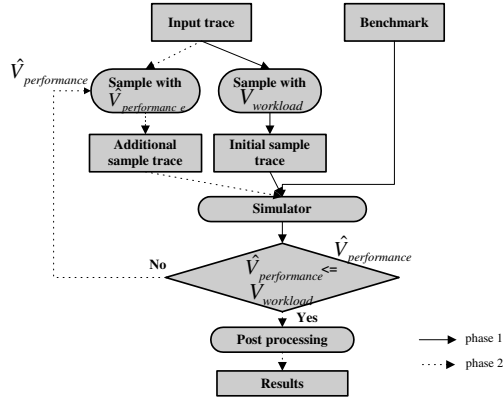 Input trace
Benchmark
V̂performance
Sample with
V̂performanc e
Sample with
Vworkload
Additional
sample trace
Initial sample
trace
Simulator
V̂performance
No
V̂performance <=
Vworkload
Yes
Post processing
Results
phase 1
phase 2